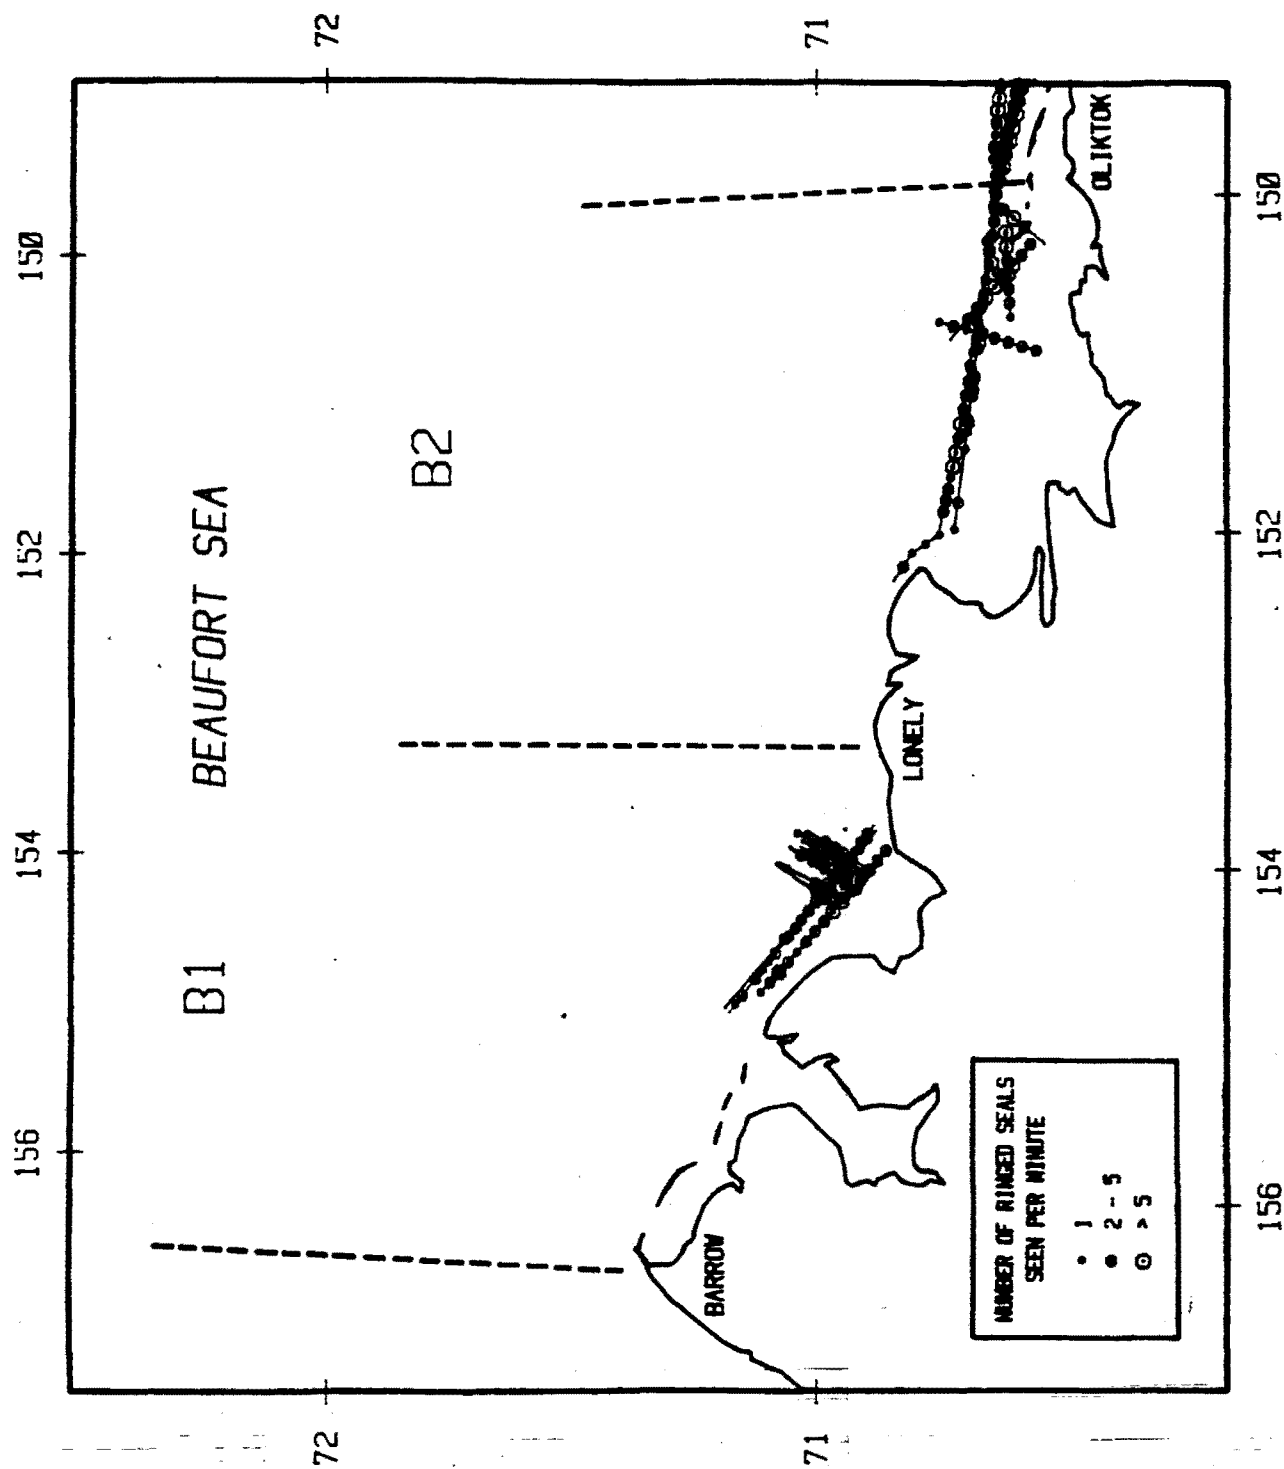 156
154
152
150
72
72
BEAUFORT SEA
B1
B2
71
71
BARROW
LONELY
OLIKTOK
NUMBER OF RINGED SEALS
SEEN PER MINUTE
1
2 - 5
> 5
156
154
152
150